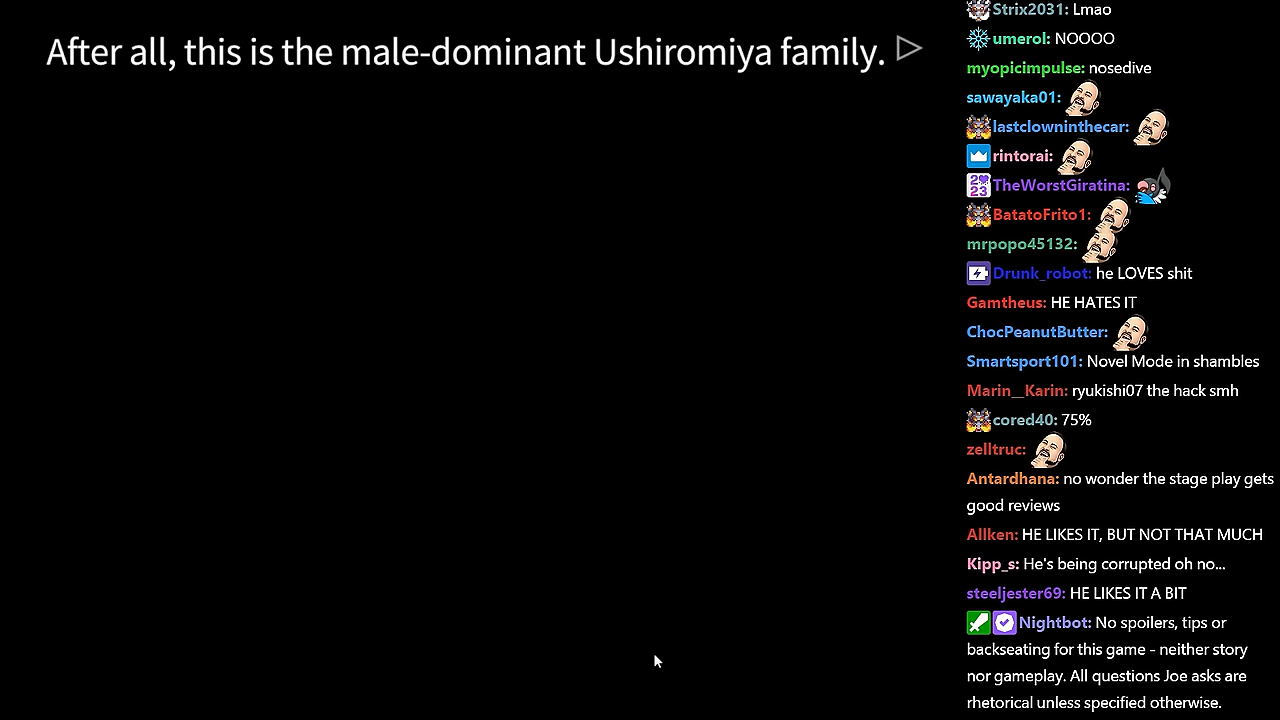 After all, this is the male-dominant Ushiromiya family.
Strix2031: Lmao
umerol: NOOOO
myopicimpulse: nosedive
sawayaka01:
lastclowninthecar:
rintorai:
TheWorstGiratina:
BatatoFrito1:
mrpopo45132:
Drunk_robot: he LOVES shit
Gamtheus: HE HATES IT
ChocPeanutButter:
Smartsport101: Novel Mode in shambles
Marin__Karin: ryukishi07 the hack smh
cored40: 75%
zelltruc:
Antardhana: no wonder the stage play gets
good reviews
Allken: HE LIKES IT, BUT NOT THAT MUCH
Kipp_s: He's being corrupted oh no...
steeljester69: HE LIKES IT A BIT
Nightbot: No spoilers, tips or
backseating for this game - neither story
nor gameplay. All questions Joe asks are
rhetorical unless specified otherwise.